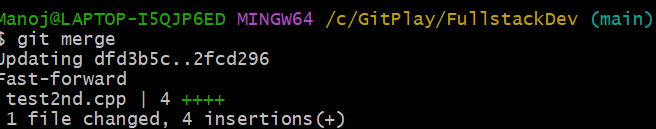 Manoj@LAPTOP-I5QJP6ED MINGW64 /c/GitPlay/FullstackDev (main)
$ git merge
Updating dfd3b5c..2fcd296
Fast-forward
 test2nd.cpp | 4 ++++
 1 file changed, 4 insertions(+)